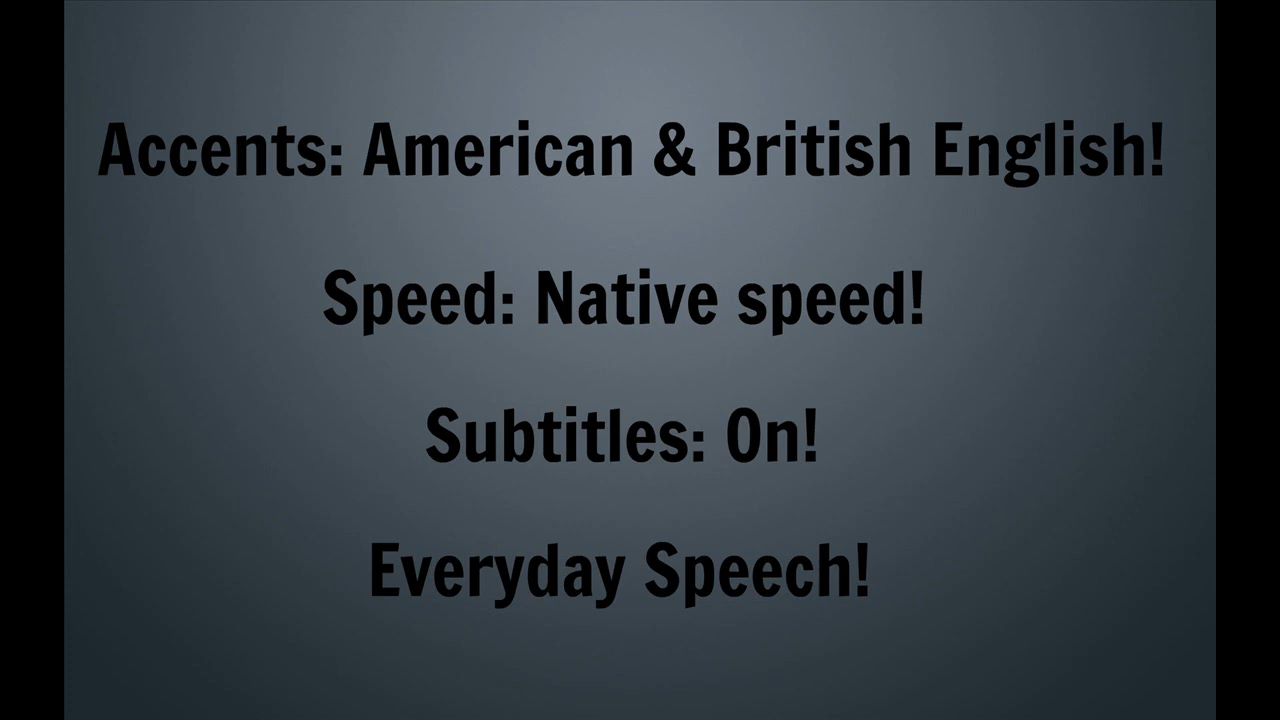 Accents: American & British English!
Speed: Native speed!
Subtitles: On!
Everyday Speech!